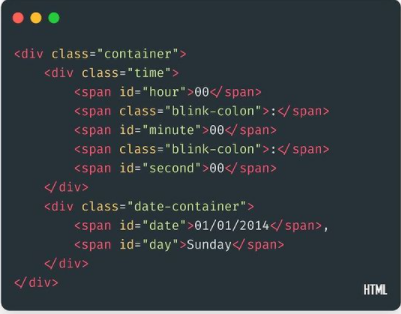 <div class="container">
    <div class="time">
        <span id="hour">00</span>
        <span class="blink-colon">:</span>
        <span id="minute">00</span>
        <span class="blink-colon">:</span>
        <span id="second">00</span>
    </div>
    <div class="date-container">
        <span id="date">01/01/2014</span>,
        <span id="day">Sunday</span>
    </div>
</div>
HTML